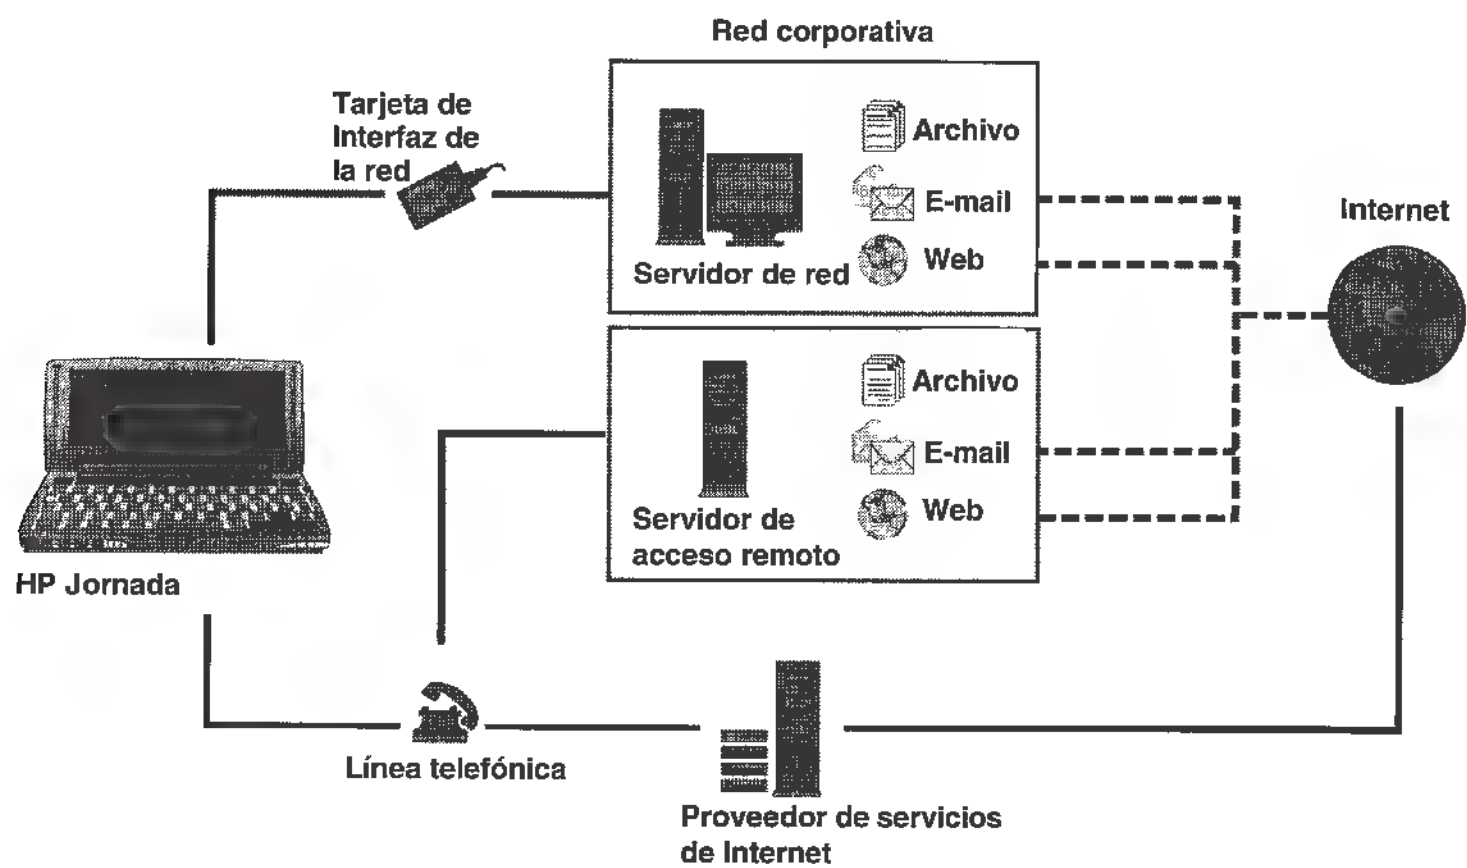 Red corporativa
Tarjeta de
Interfaz de
la red
Archivo
E-mail
Web
Servidor de red
Internet
Archivo
E-mail
Web
Servidor de
acceso remoto
HP Jornada
Línea telefónica
Proveedor de servicios
de Internet